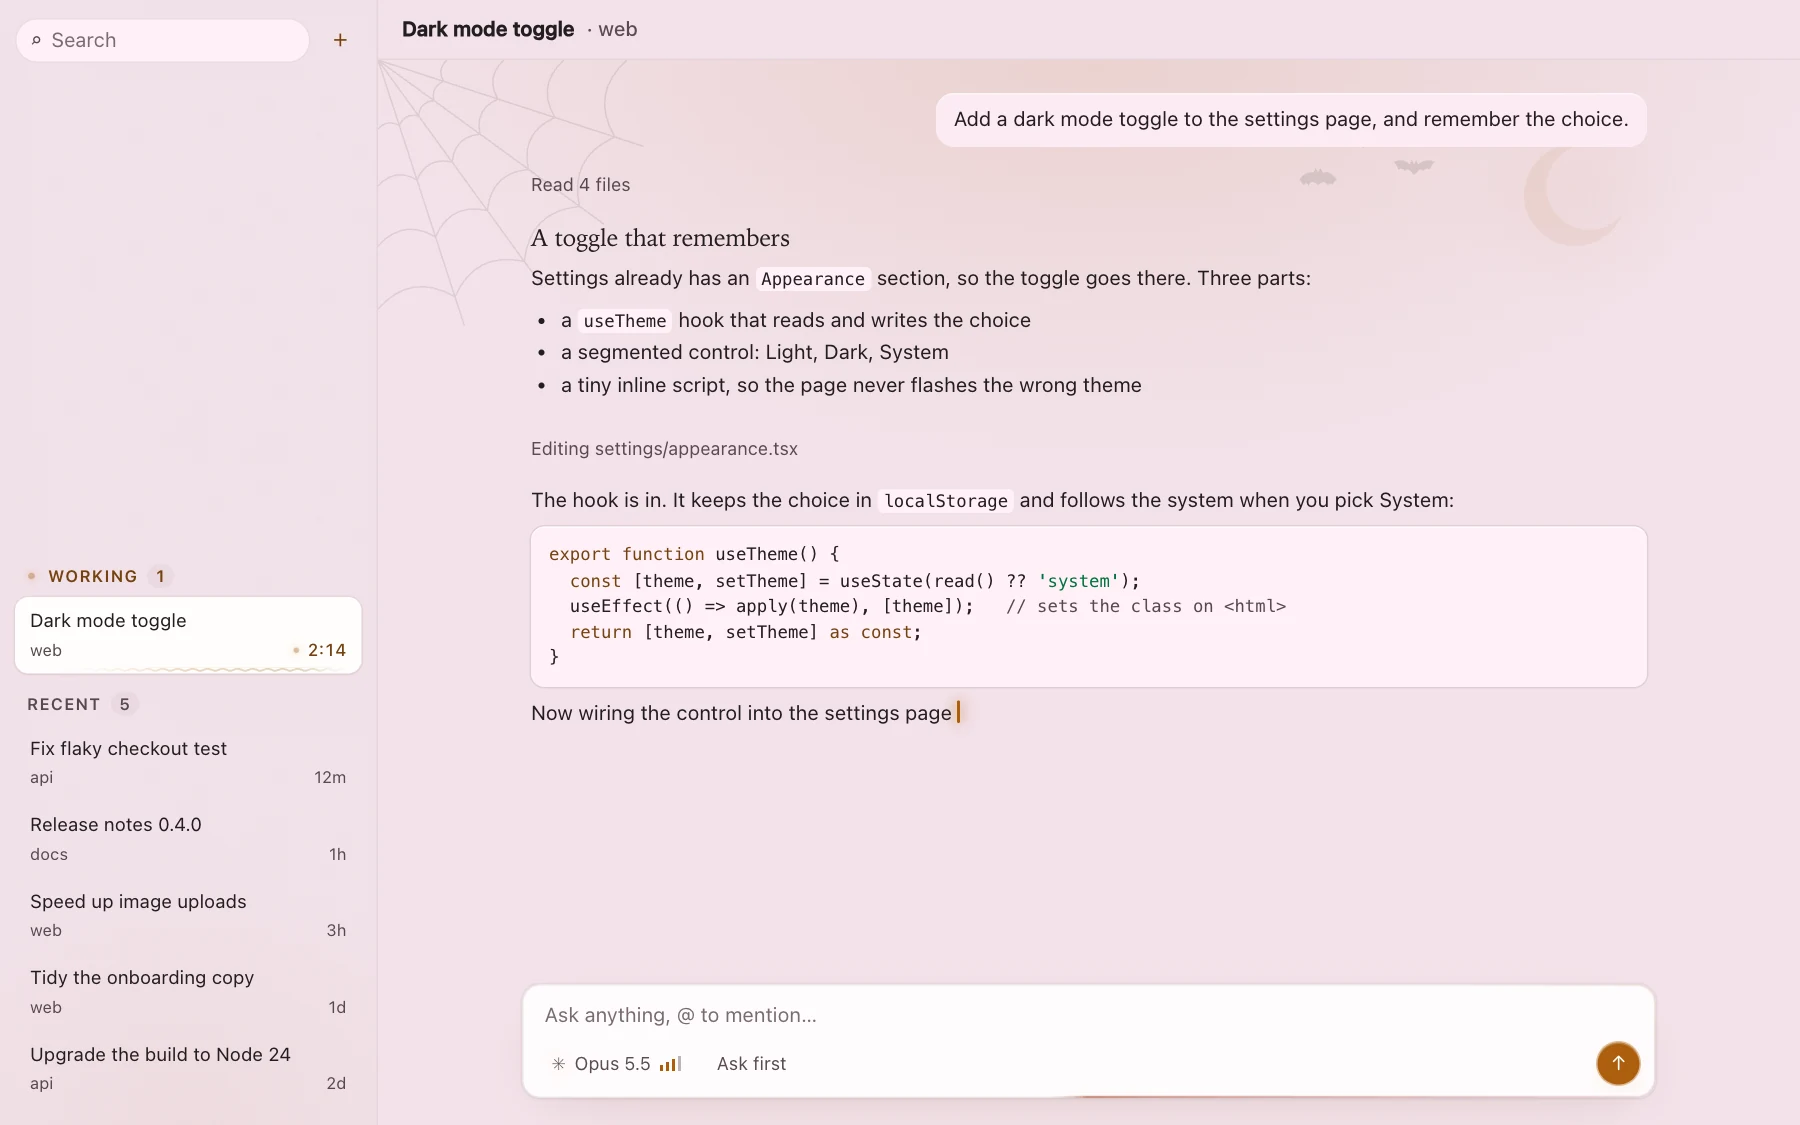 Search
+
Dark mode toggle · web
Add a dark mode toggle to the settings page, and remember the choice.
Read 4 files
A toggle that remembers
Settings already has an Appearance section, so the toggle goes there. Three parts:
• a useTheme hook that reads and writes the choice
• a segmented control: Light, Dark, System
• a tiny inline script, so the page never flashes the wrong theme
Editing settings/appearance.tsx
The hook is in. It keeps the choice in localStorage and follows the system when you pick System:
export function useTheme() {
  const [theme, setTheme] = useState(read() ?? 'system');
  useEffect(() => apply(theme), [theme]);   // sets the class on <html>
  return [theme, setTheme] as const;
}
Now wiring the control into the settings page
WORKING 1
Dark mode toggle
web 2:14
RECENT 5
Fix flaky checkout test
api 12m
Release notes 0.4.0
docs 1h
Speed up image uploads
web 3h
Tidy the onboarding copy
web 1d
Upgrade the build to Node 24
api 2d
Ask anything, @ to mention...
Opus 5.5 Ask first